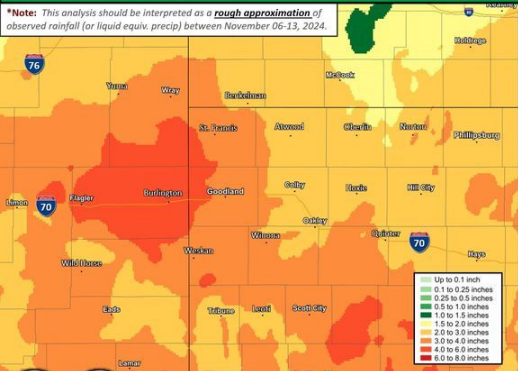 *Note: This analysis should be interpreted as a rough approximation of
observed rainfall (or liquid equiv. precip) between November 06-13, 2024.
Holdrege
76
McCook
Yuma
Wray
Benkelman
St. Francis
Atwood
Oberlin
Norton
Phillipsburg
Limon
70
Flagler
Burlington
Goodland
Colby
Hoxie
Hill City
Oakley
Winona
Quinter
70
Hays
Weskan
Wild Horse
Eads
Tribune
Leoti
Scott City
Lamar
Up to 0.1 inch
0.1 to 0.25 inches
0.25 to 0.5 inches
0.5 to 1.0 inches
1.0 to 1.5 inches
1.5 to 2.0 inches
2.0 to 3.0 inches
3.0 to 4.0 inches
4.0 to 6.0 inches
6.0 to 8.0 inches